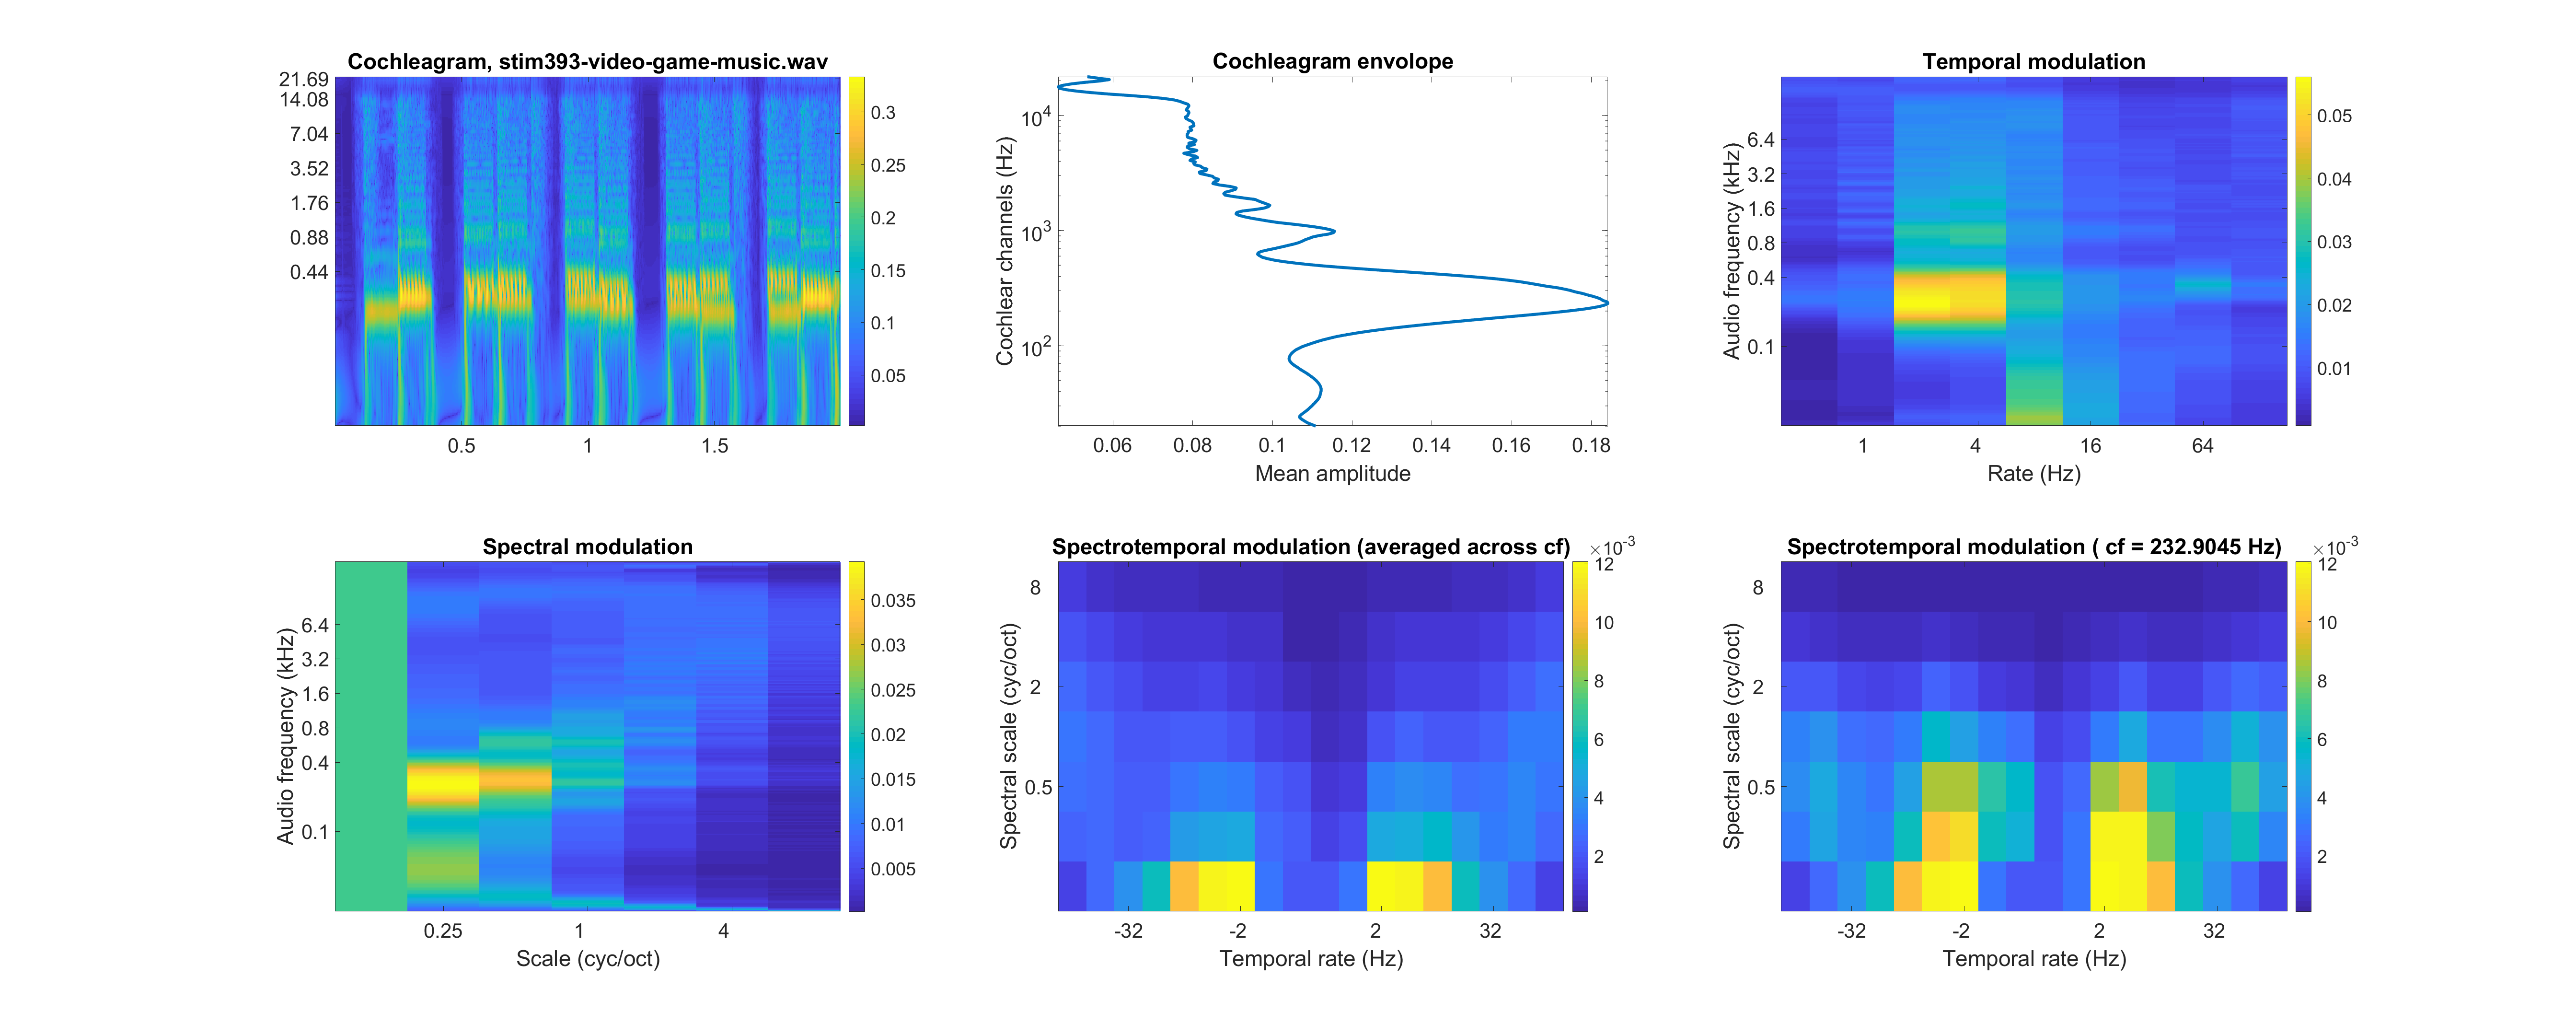 Cochleagram, stim393-video-game-music.wav
21.69
14.08
7.04
3.52
1.76
0.88
0.44
0.5 1 1.5
0.3
0.25
0.2
0.15
0.1
0.05
Cochleagram envolope
Cochlear channels (Hz)
10^4
10^3
10^2
0.06 0.08 0.1 0.12 0.14 0.16 0.18
Mean amplitude
Temporal modulation
Audio frequency (kHz)
6.4
3.2
1.6
0.8
0.4
0.1
1 4 16 64
Rate (Hz)
0.05
0.04
0.03
0.02
0.01
Spectral modulation
Audio frequency (kHz)
6.4
3.2
1.6
0.8
0.4
0.1
0.25 1 4
Scale (cyc/oct)
0.035
0.03
0.025
0.02
0.015
0.01
0.005
Spectrotemporal modulation (averaged across cf)
Spectral scale (cyc/oct)
8
2
0.5
-32 -2 2 32
Temporal rate (Hz)
×10^-3
12
10
8
6
4
2
Spectrotemporal modulation ( cf = 232.9045 Hz)
Spectral scale (cyc/oct)
8
2
0.5
-32 -2 2 32
Temporal rate (Hz)
×10^-3
12
10
8
6
4
2